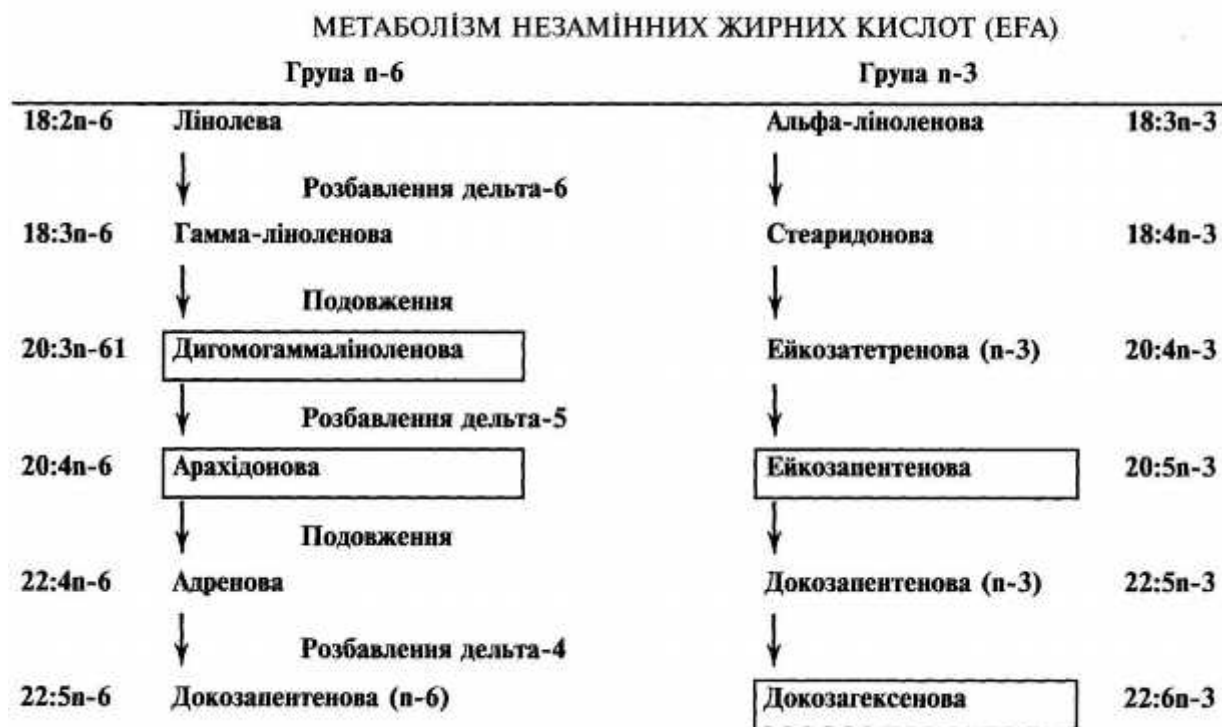 МЕТАБОЛІЗМ НЕЗАМІННИХ ЖИРНИХ КИСЛОТ (EFA)
Група n-6 Група n-3
18:2n-6 Лінолева Альфа-ліноленова 18:3n-3
Розбавлення дельта-6
18:3n-6 Гамма-ліноленова Стеаридонова 18:4n-3
Подовження
20:3n-61 Дигомогаммаліноленова Ейкозатетренова (n-3) 20:4n-3
Розбавлення дельта-5
20:4n-6 Арахідонова Ейкозапентенова 20:5n-3
Подовження
22:4n-6 Адренова Докозапентенова (n-3) 22:5n-3
Розбавлення дельта-4
22:5n-6 Докозапентенова (n-6) Докозагексенова 22:6n-3